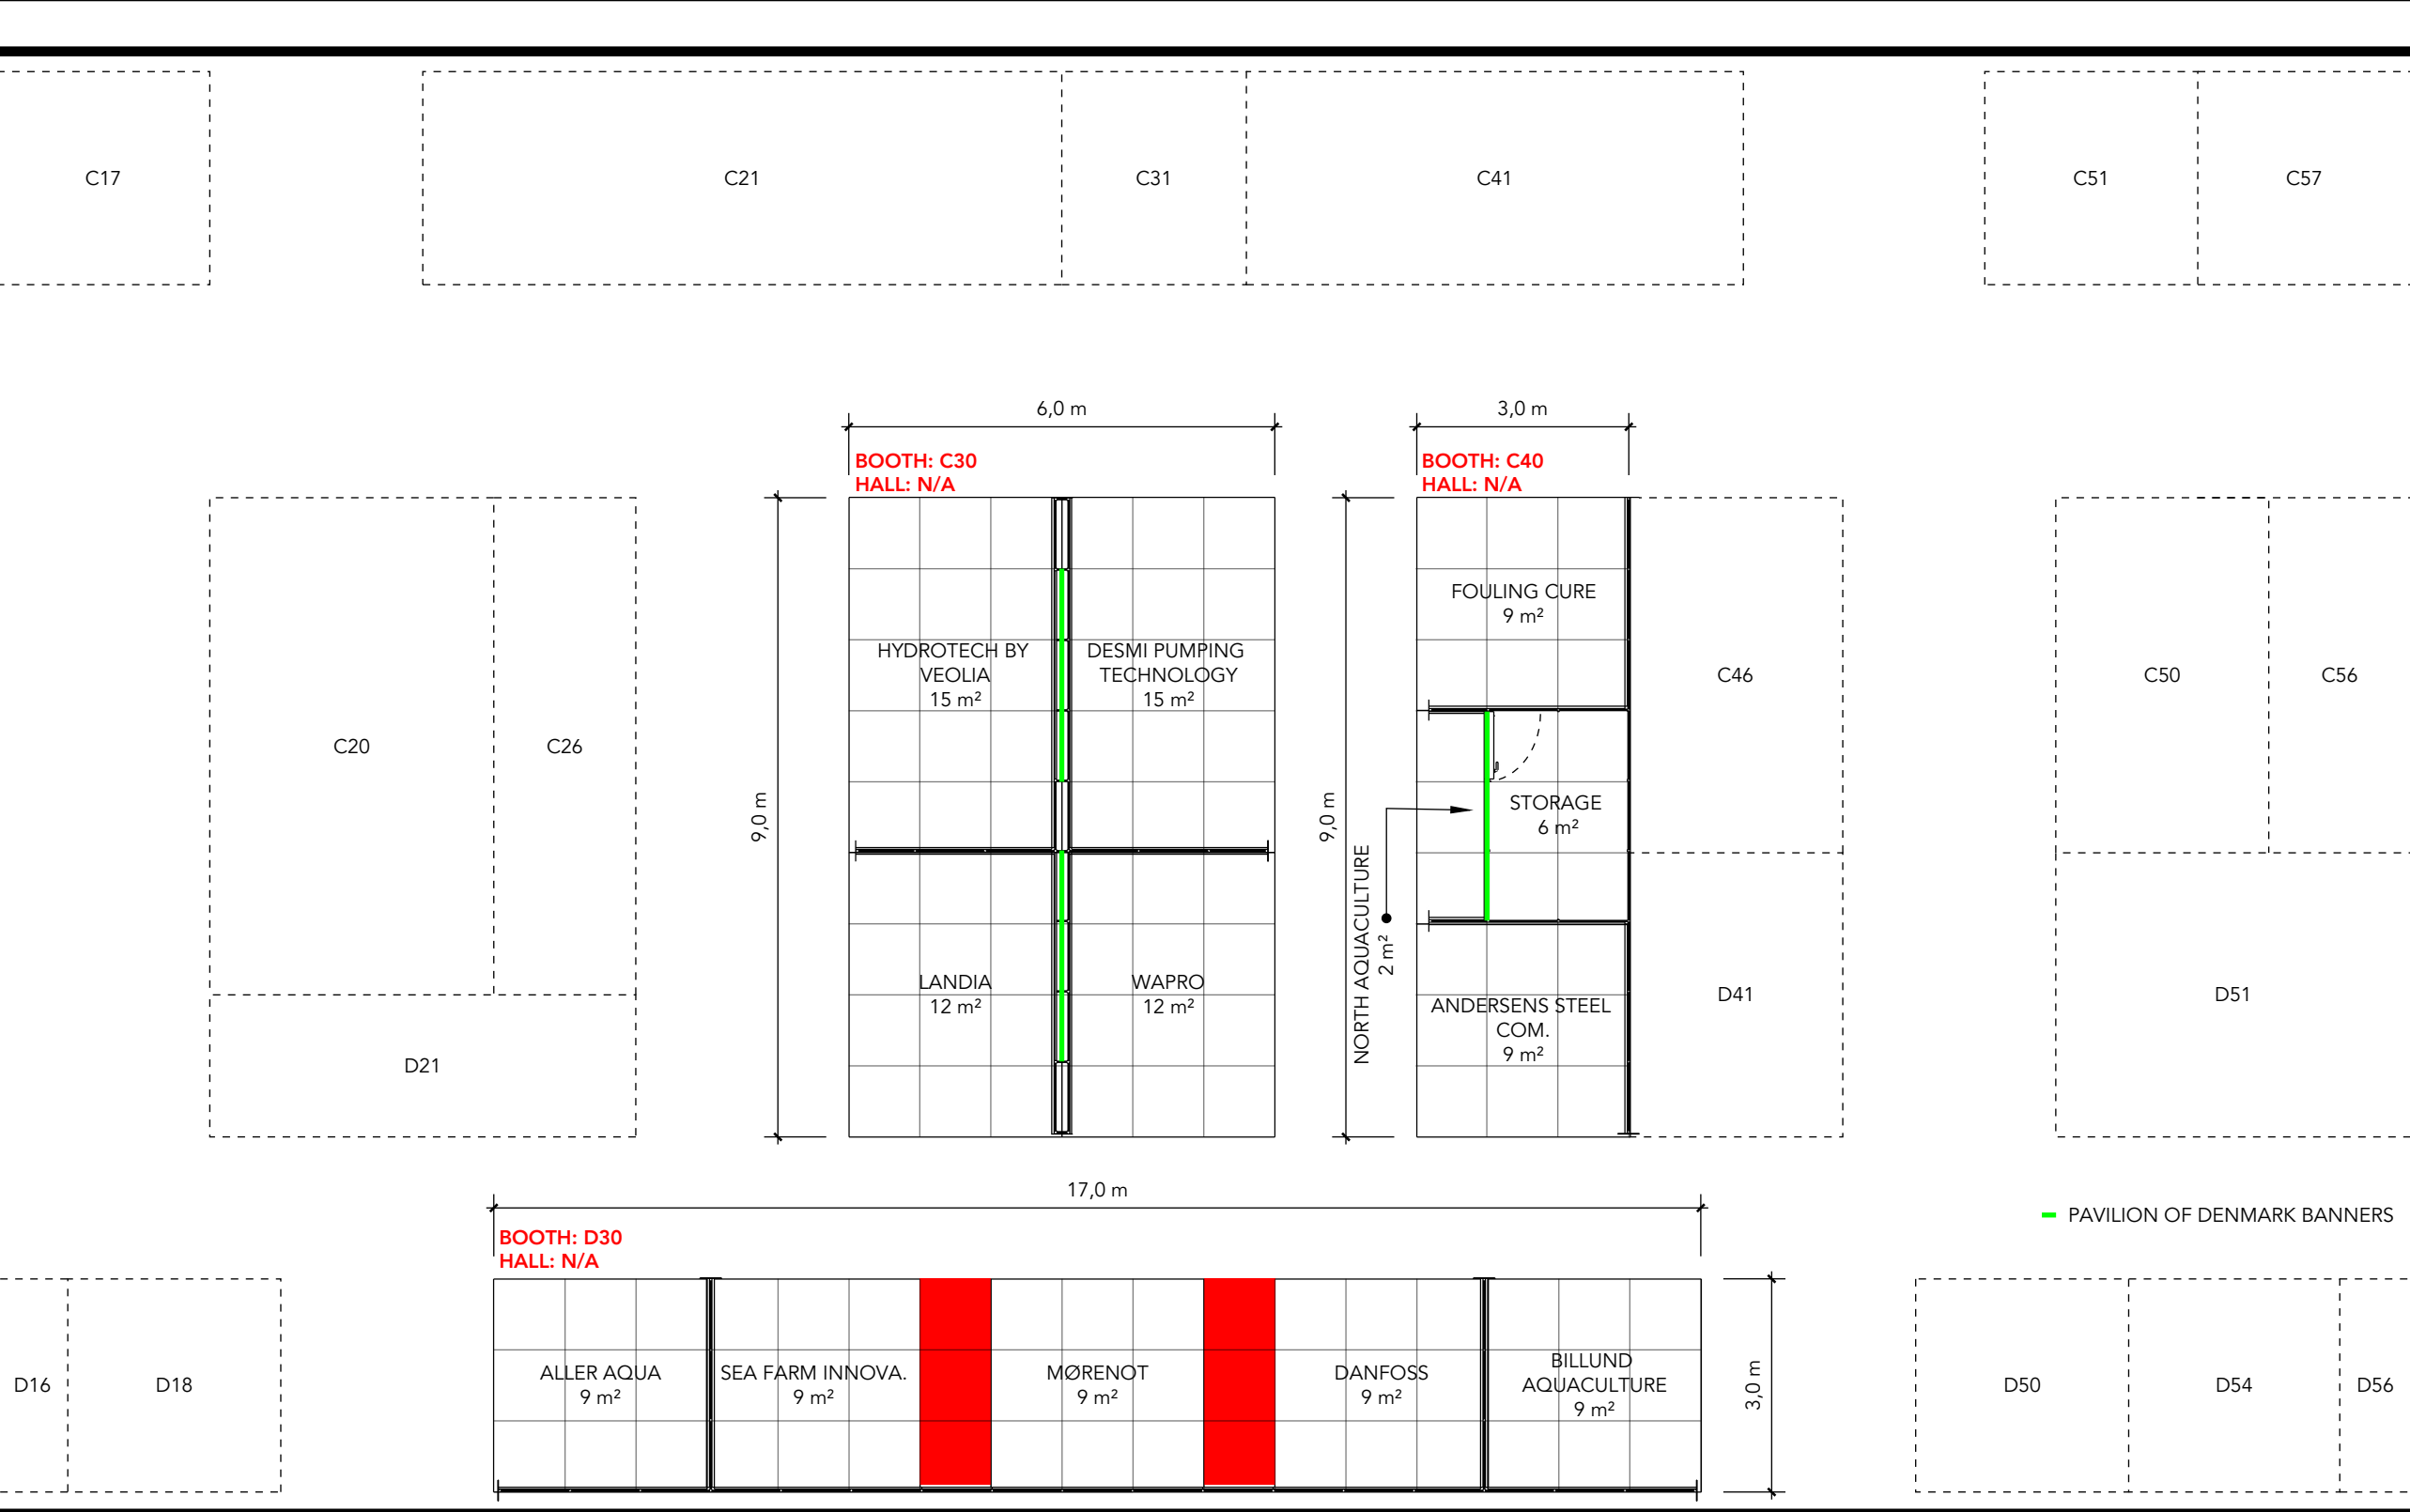 C17
C21
C31
C41
C51
C57
6,0 m
3,0 m
BOOTH: C30
HALL: N/A
BOOTH: C40
HALL: N/A
C20
C26
D21
9,0 m
HYDROTECH BY
VEOLIA
15 m²
DESMI PUMPING
TECHNOLOGY
15 m²
LANDIA
12 m²
WAPRO
12 m²
9,0 m
NORTH AQUACULTURE
2 m²
FOULING CURE
9 m²
STORAGE
6 m²
ANDERSENS STEEL
COM.
9 m²
C46
D41
C50
C56
D51
17,0 m
PAVILION OF DENMARK BANNERS
BOOTH: D30
HALL: N/A
D16
D18
ALLER AQUA
9 m²
SEA FARM INNOVA.
9 m²
MØRENOT
9 m²
DANFOSS
9 m²
BILLUND
AQUACULTURE
9 m²
3,0 m
D50
D54
D56